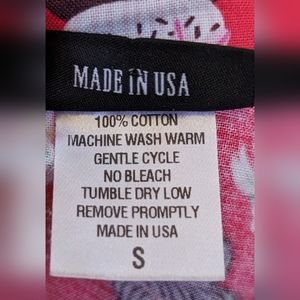 MADE IN USA
100% COTTON
MACHINE WASH WARM
GENTLE CYCLE
NO BLEACH
TUMBLE DRY LOW
REMOVE PROMPTLY
MADE IN USA
S